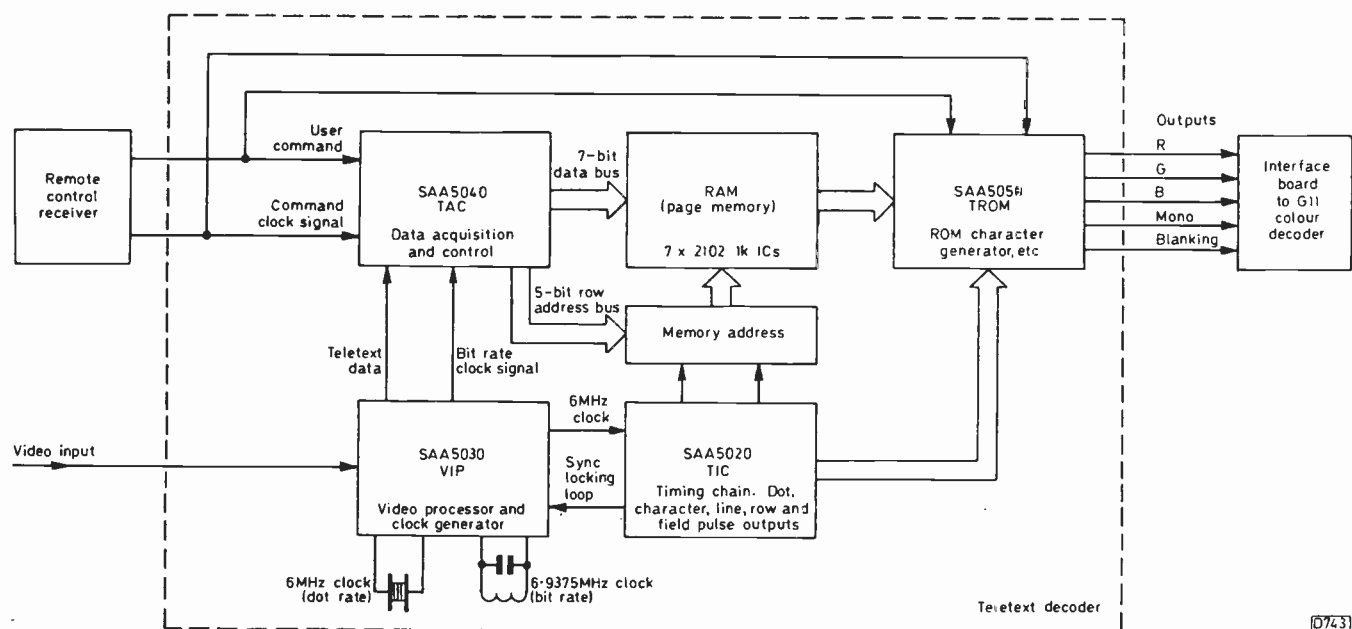 Remote
control
receiver
User
command
Command
clock signal
SAA5040
TAC
Data acquisition
and control
7-bit
data bus
RAM
(page memory)
7 x 2102 1k ICs
TROM
ROM character
generator, etc
Outputs
R
G
B
Mono
Blanking
Interface
board
to G11
colour
decoder
5-bit row
address bus
Memory address
Teletext
data
Bit rate
clock signal
Video input
SAA5030
VIP
Video processor and
clock generator
6MHz
clock
Sync
locking
loop
SAA5020
TIC
Timing chain. Dot,
character, line, row and
field pulse outputs
6MHz clock
(dot rate)
6·9375MHz clock
(bit rate)
Teletext decoder
D743